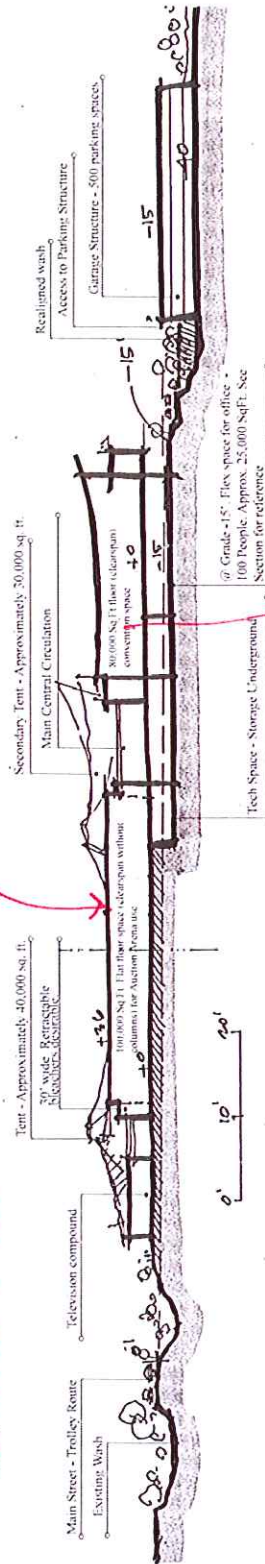 Main Street - Trolley Route
Existing Wash
Television compound
Tent - Approximately 40,000 sq. ft.
30' wide Retractable
bleachers desirable
+36
100,000 Sq Ft. Flat floor space (clearspan without
columns) for Auction Arena use
+0
Secondary Tent - Approximately 30,000 sq. ft.
Main Central Circulation
80,000 Sq Ft floor (clearspan)
convention space
+0
-15
-15'
Realigned wash
Access to Parking Structure
Garage Structure - 500 parking spaces
-15
-40
@ Grade -15' Flex space for office -
100 People. Approx. 25,000 SqFt. See
Section for reference
Tech Space - Storage Underground
0'
10'
20'